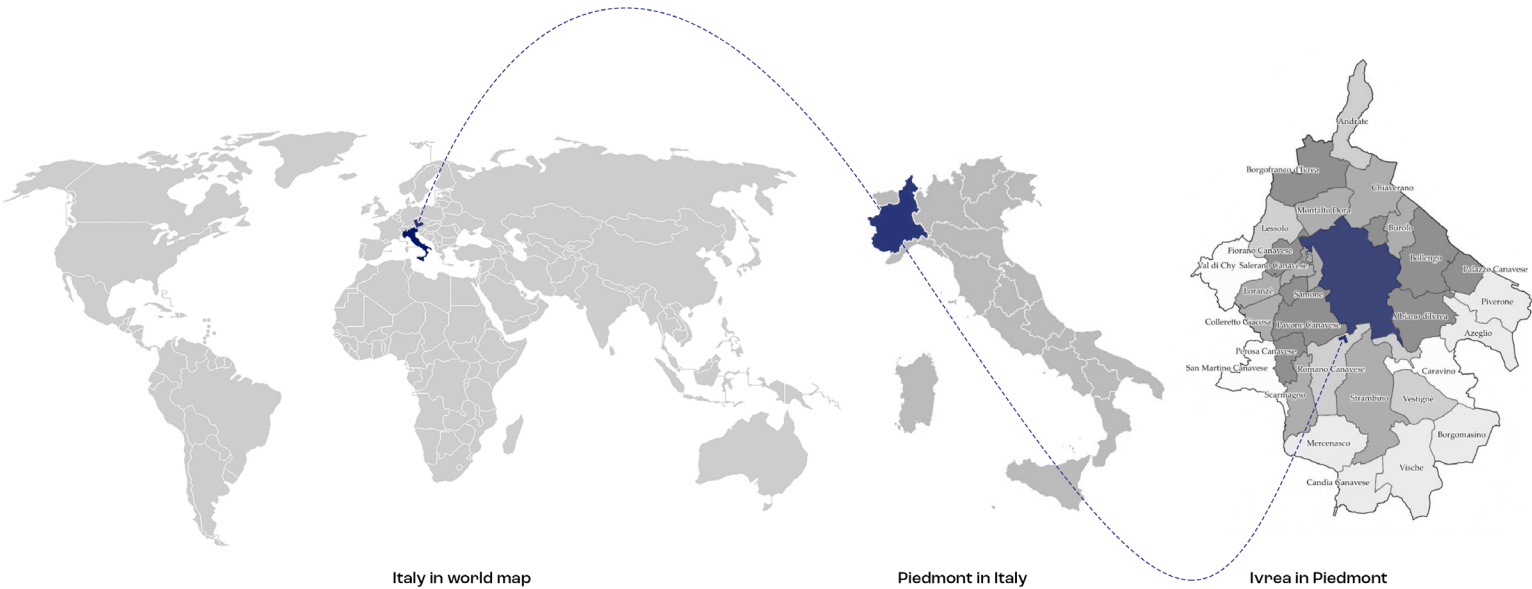 Andrate
Borgofranco d'Ivrea
Chiaverano
Montalto Dora
Lessolo
Burolo
Fiorano Canavese
Bollengo
Val di Chy
Salerano Canavese
Palazzo Canavese
Loranzè
Samone
Piverone
Colleretto Giacosa
Pavone Canavese
Albiano d'Ivrea
Azeglio
Perosa Canavese
San Martino Canavese
Romano Canavese
Caravino
Scarmagno
Strambino
Vestignè
Mercenasco
Borgomasino
Vische
Candia Canavese
Italy in world map
Piedmont in Italy
Ivrea in Piedmont